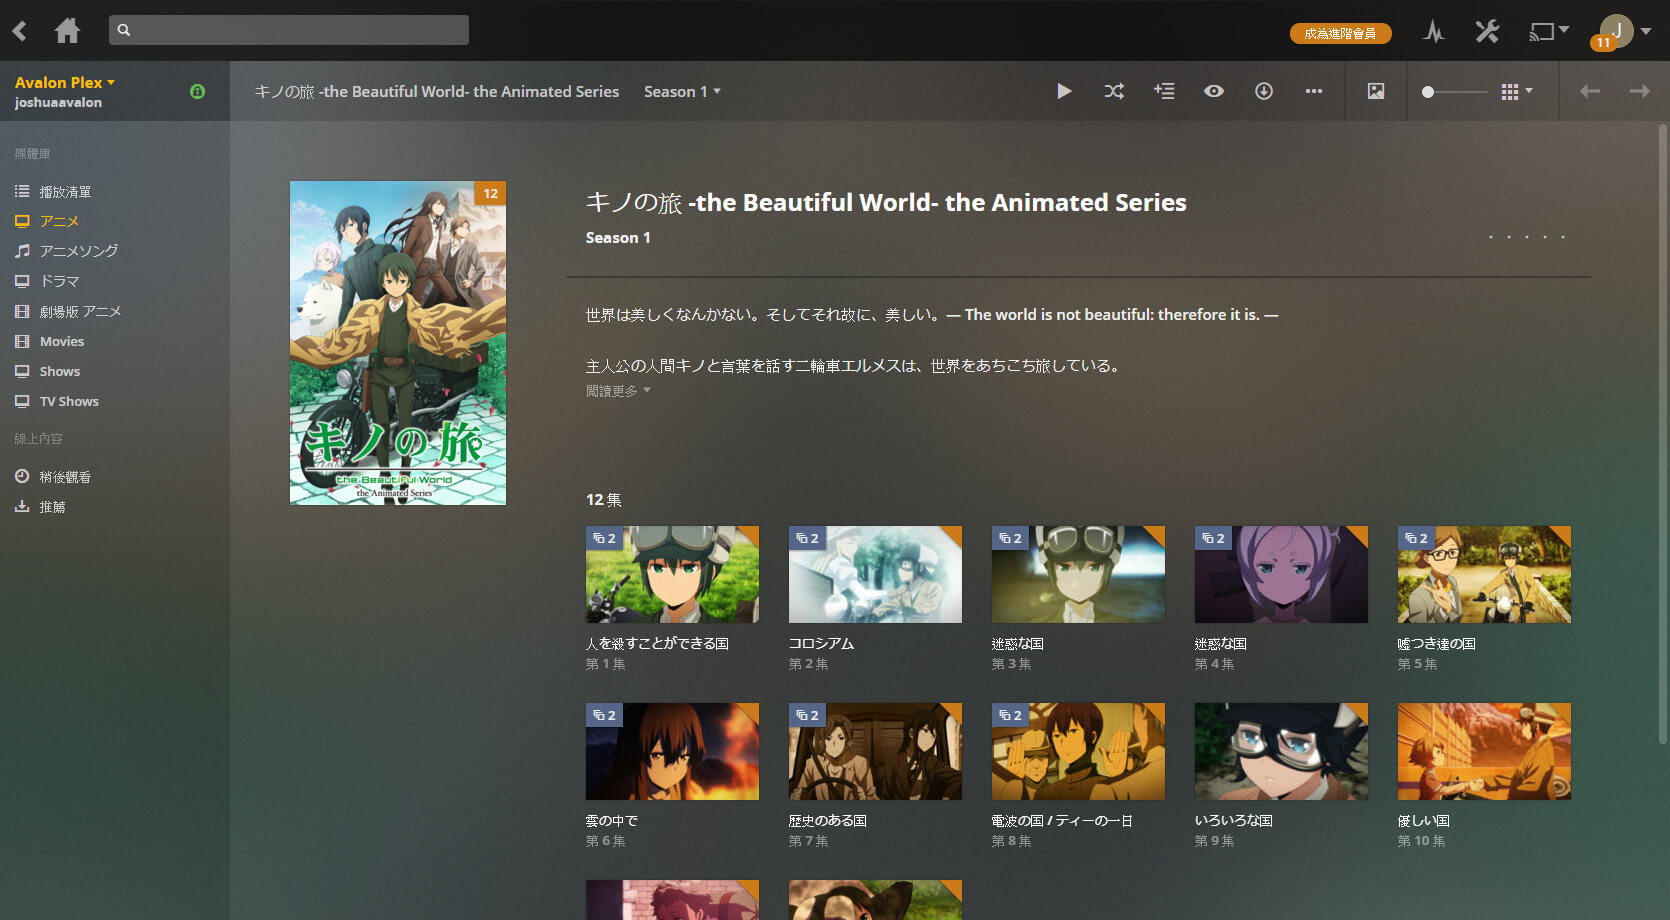 成為進階會員
J
11
Avalon Plex
joshuaavalon
キノの旅 -the Beautiful World- the Animated Series
Season 1
媒體庫
播放清單
アニメ
アニメソング
ドラマ
劇場版 アニメ
Movies
Shows
TV Shows
線上內容
稍後觀看
推薦
12
キノの旅
the Beautiful World
the Animated Series
キノの旅 -the Beautiful World- the Animated Series
Season 1
世界は美しくなんかない。そしてそれ故に、美しい。— The world is not beautiful: therefore it is. —
主人公の人間キノと言葉を話す二輪車エルメスは、世界をあちこち旅している。
閱讀更多
12 集
2
2
2
2
2
人を殺すことができる国
コロシアム
迷惑な国
迷惑な国
嘘つき達の国
第 1 集
第 2 集
第 3 集
第 4 集
第 5 集
2
2
2
雲の中で
歴史のある国
電波の国 / ティーの一日
いろいろな国
優しい国
第 6 集
第 7 集
第 8 集
第 9 集
第 10 集